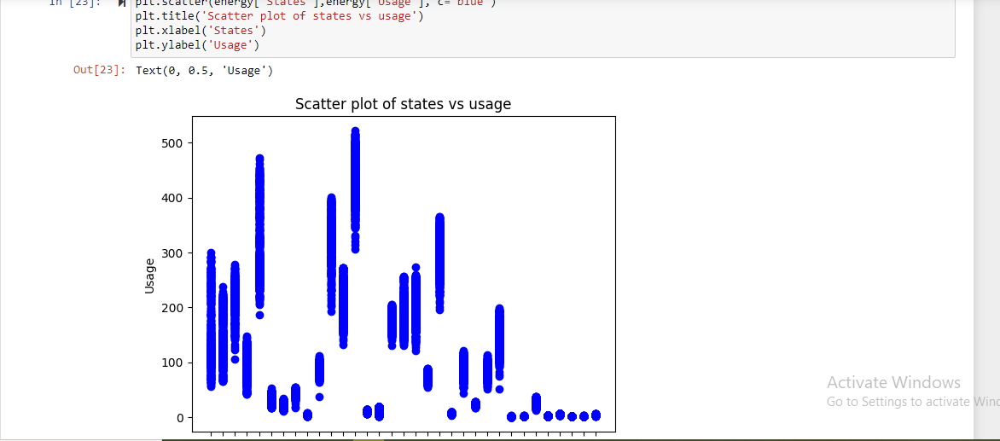 In [23]: plt.scatter(energy['States'],energy['Usage'], c='blue')
plt.title('Scatter plot of states vs usage')
plt.xlabel('States')
plt.ylabel('Usage')
Out[23]: Text(0, 0.5, 'Usage')
Scatter plot of states vs usage
500
400
300
200
100
0
Usage
Activate Windows
Go to Settings to activate Wind